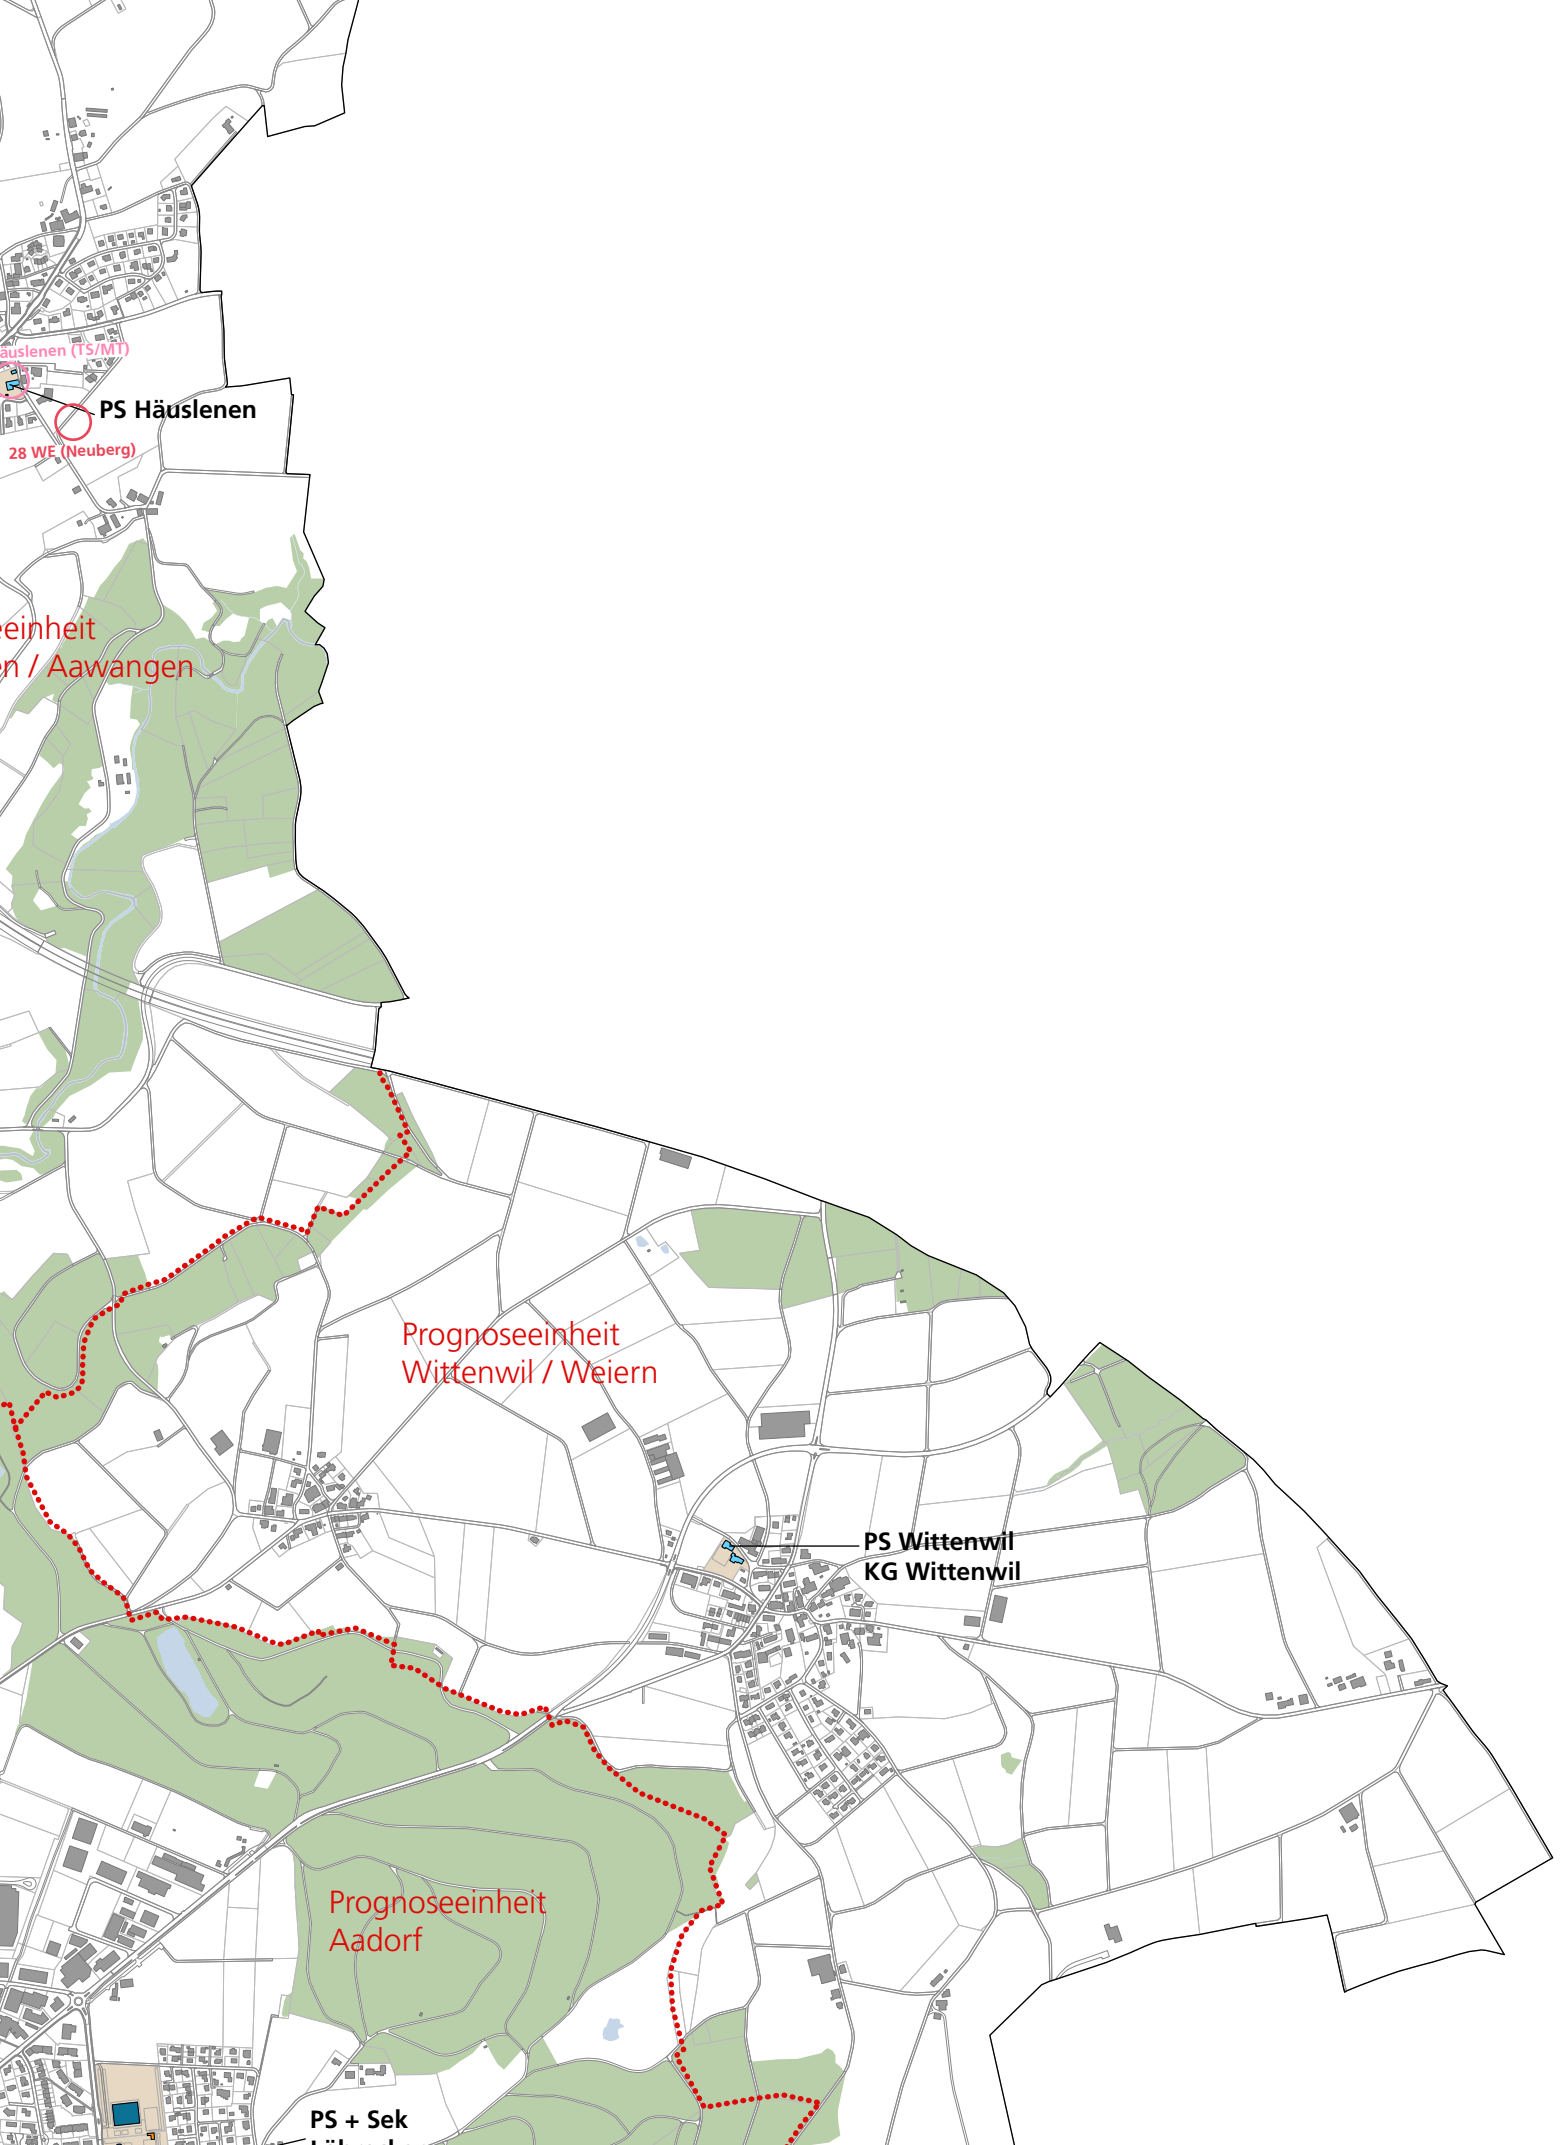 äuslenen (TS/MT)
PS Häuslenen
28 WE (Neuberg)
eeinheit
en / Aawangen
Prognoseeinheit
Wittenwil / Weiern
PS Wittenwil
KG Wittenwil
Prognoseeinheit
Aadorf
PS + Sek